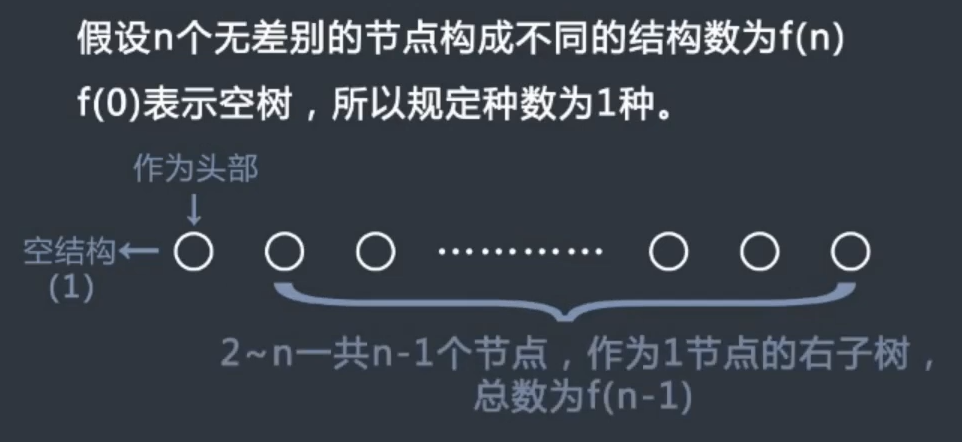 假设n个无差别的节点构成不同的结构数为f(n)
f(0)表示空树，所以规定种数为1种。
作为头部
空结构
(1)
2~n一共n-1个节点，作为1节点的右子树，
总数为f(n-1)